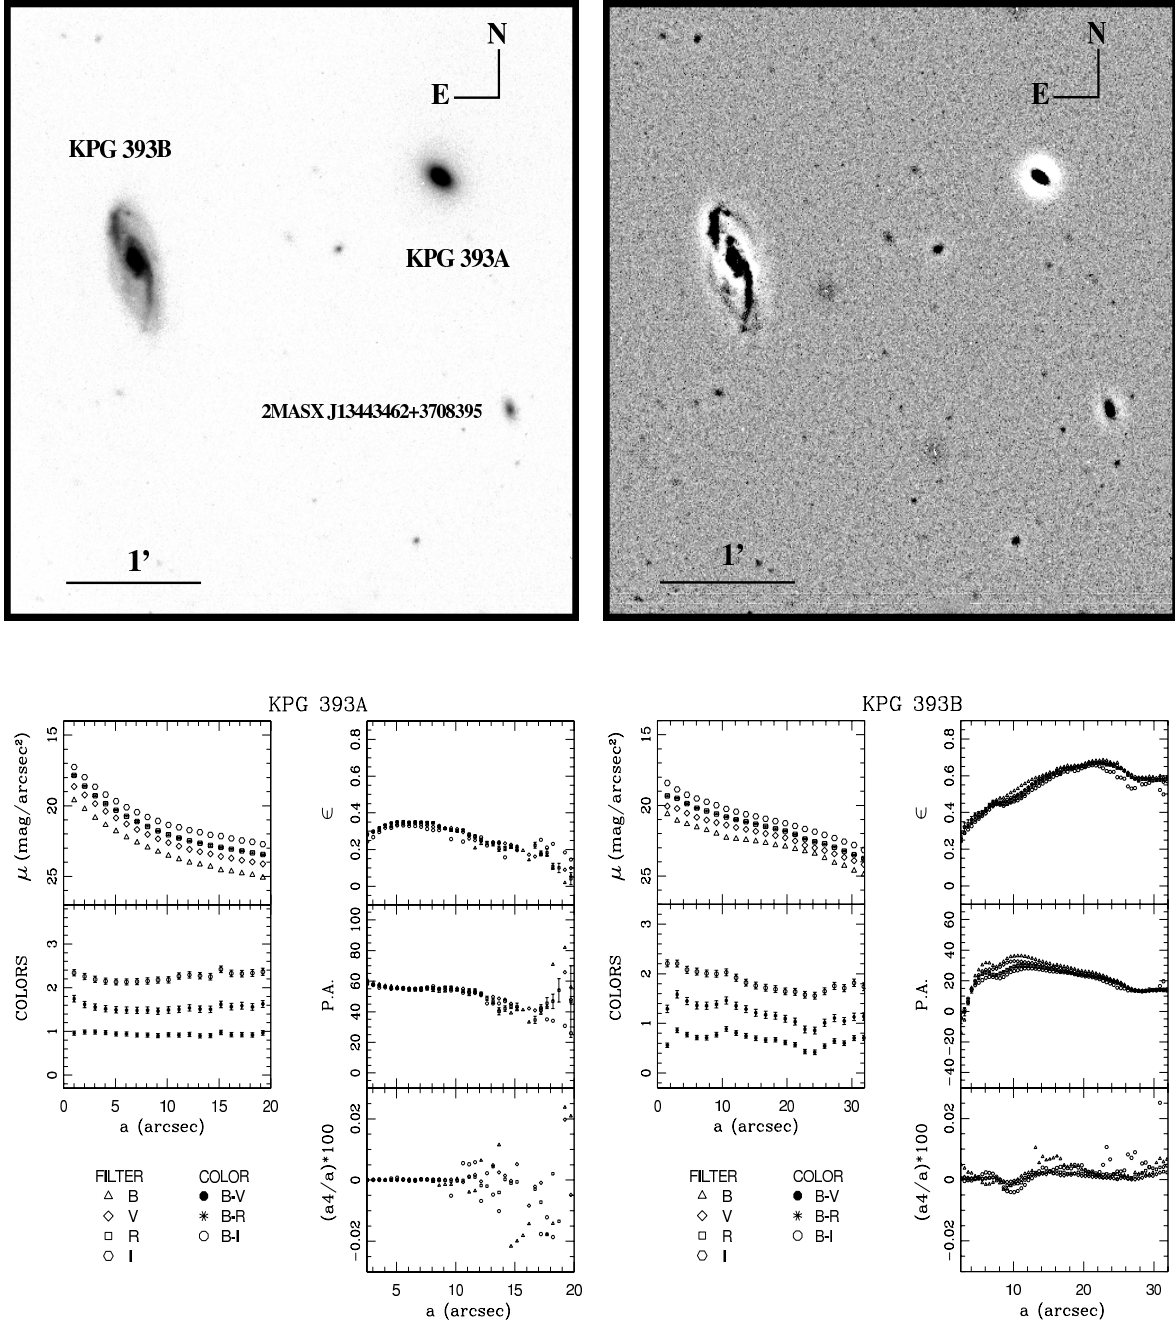 N
E
KPG 393B
KPG 393A
2MASX J13443462+3708395
1'
N
E
1'
KPG 393A
15
20
25
μ (mag/arcsec²)
0
1
2
3
COLORS
0 5 10 15 20
a (arcsec)
0
0.2
0.4
0.6
0.8
ϵ
0
20
40
60
80
100
P.A.
−0.02
0
0.02
(a4/a)*100
5 10 15 20
a (arcsec)
FILTER COLOR
B B-V
V B-R
R B-I
I
KPG 393B
15
20
25
μ (mag/arcsec²)
0
1
2
3
COLORS
0 10 20 30
a (arcsec)
0
0.2
0.4
0.6
0.8
ϵ
−40
−20
0
20
40
60
P.A.
−0.02
0
0.02
(a4/a)*100
10 20 30
a (arcsec)
FILTER COLOR
B B-V
V B-R
R B-I
I